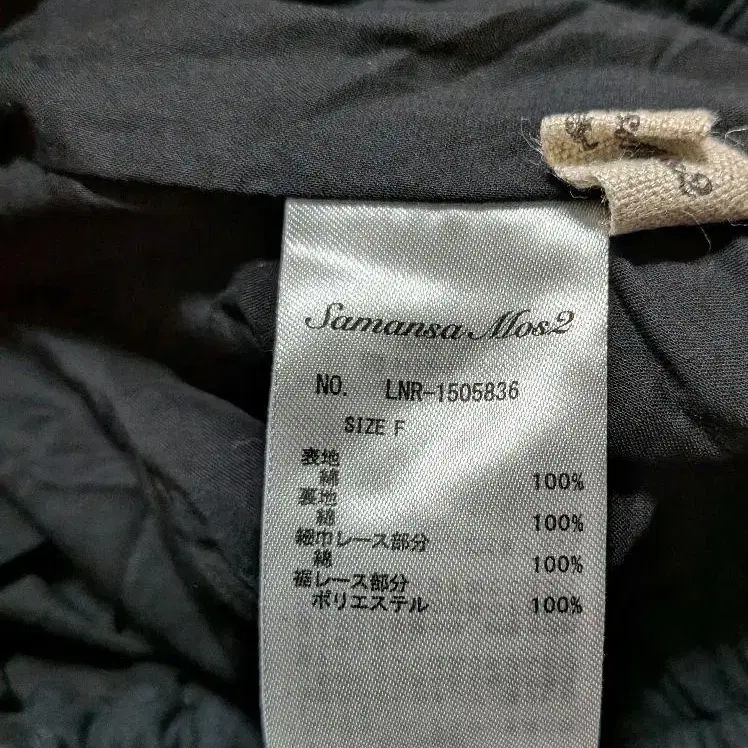 Samansa Mos2
NO. LNR-1505836
SIZE F
表地
綿 100%
裏地
綿 100%
細巾レース部分
綿 100%
裾レース部分
ポリエステル 100%